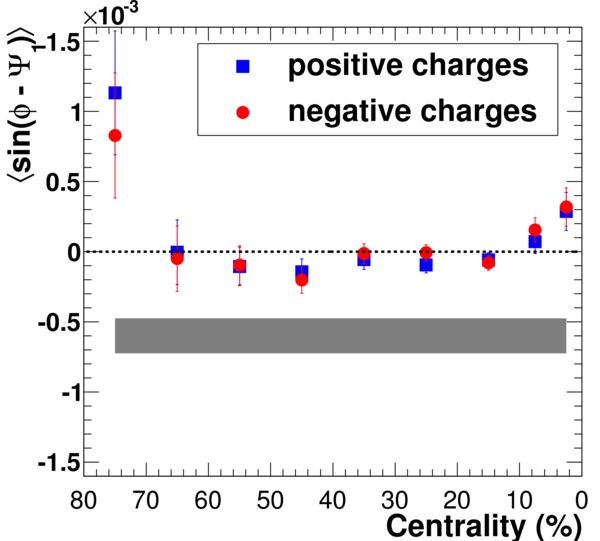 ×10⁻³
⟨sin(ϕ - Ψ₁)⟩
positive charges
negative charges
1.5
1
0.5
0
-0.5
-1
-1.5
80 70 60 50 40 30 20 10 0
Centrality (%)